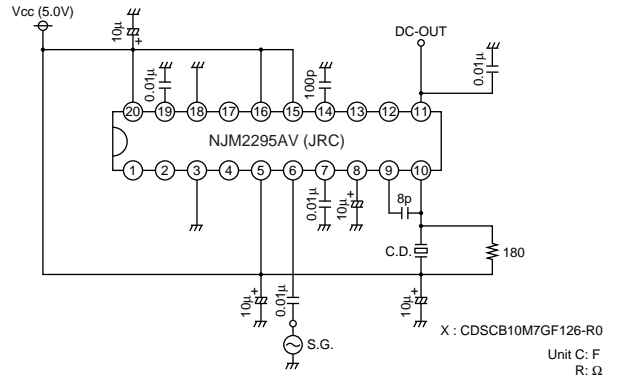 Vcc (5.0V)
10μ
+
DC-OUT
0.01μ
100p
0.01μ
20 19 18 17 16 15 14 13 12 11
NJM2295AV (JRC)
1 2 3 4 5 6 7 8 9 10
0.01μ
10μ
+
8p
C.D.
180
10μ
+
0.01μ
10μ
+
S.G.
X : CDSCB10M7GF126-R0
Unit C: F
R: Ω